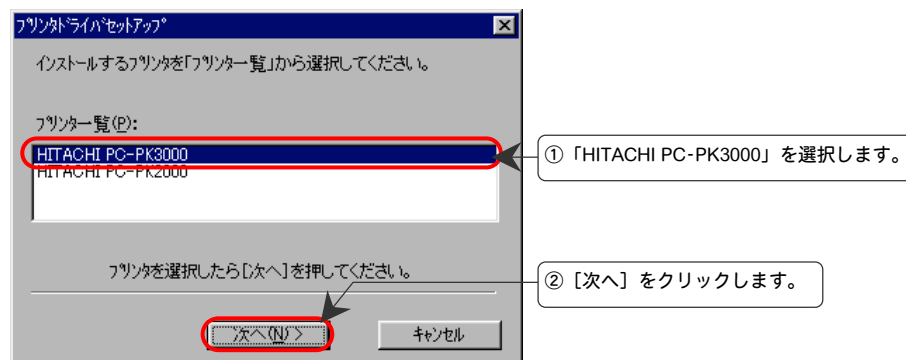 プリンタドライバセットアップ
インストールするプリンタを「プリンタ一覧」から選択してください。
プリンタ一覧(P):
HITACHI PC-PK3000
①「HITACHI PC-PK3000」を選択します。
HITACHI PC-PK2000
プリンタを選択したら[次へ]を押してください。
②［次へ］をクリックします。
次へ(N) >
キャンセル